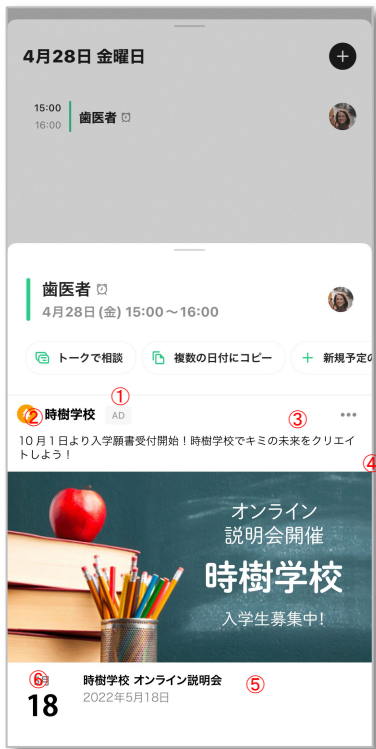 4月28日 金曜日
15:00
16:00
歯医者
歯医者
4月28日 (金) 15:00～16:00
トークで相談
複数の日付にコピー
新規予定の
①
②
時樹学校
AD
③
10月1日より入学願書受付開始！時樹学校でキミの未来をクリエイ
トしよう！
④
オンライン
説明会開催
時樹学校
入学生募集中!
⑥
月
18
時樹学校 オンライン説明会
2022年5月18日
⑤